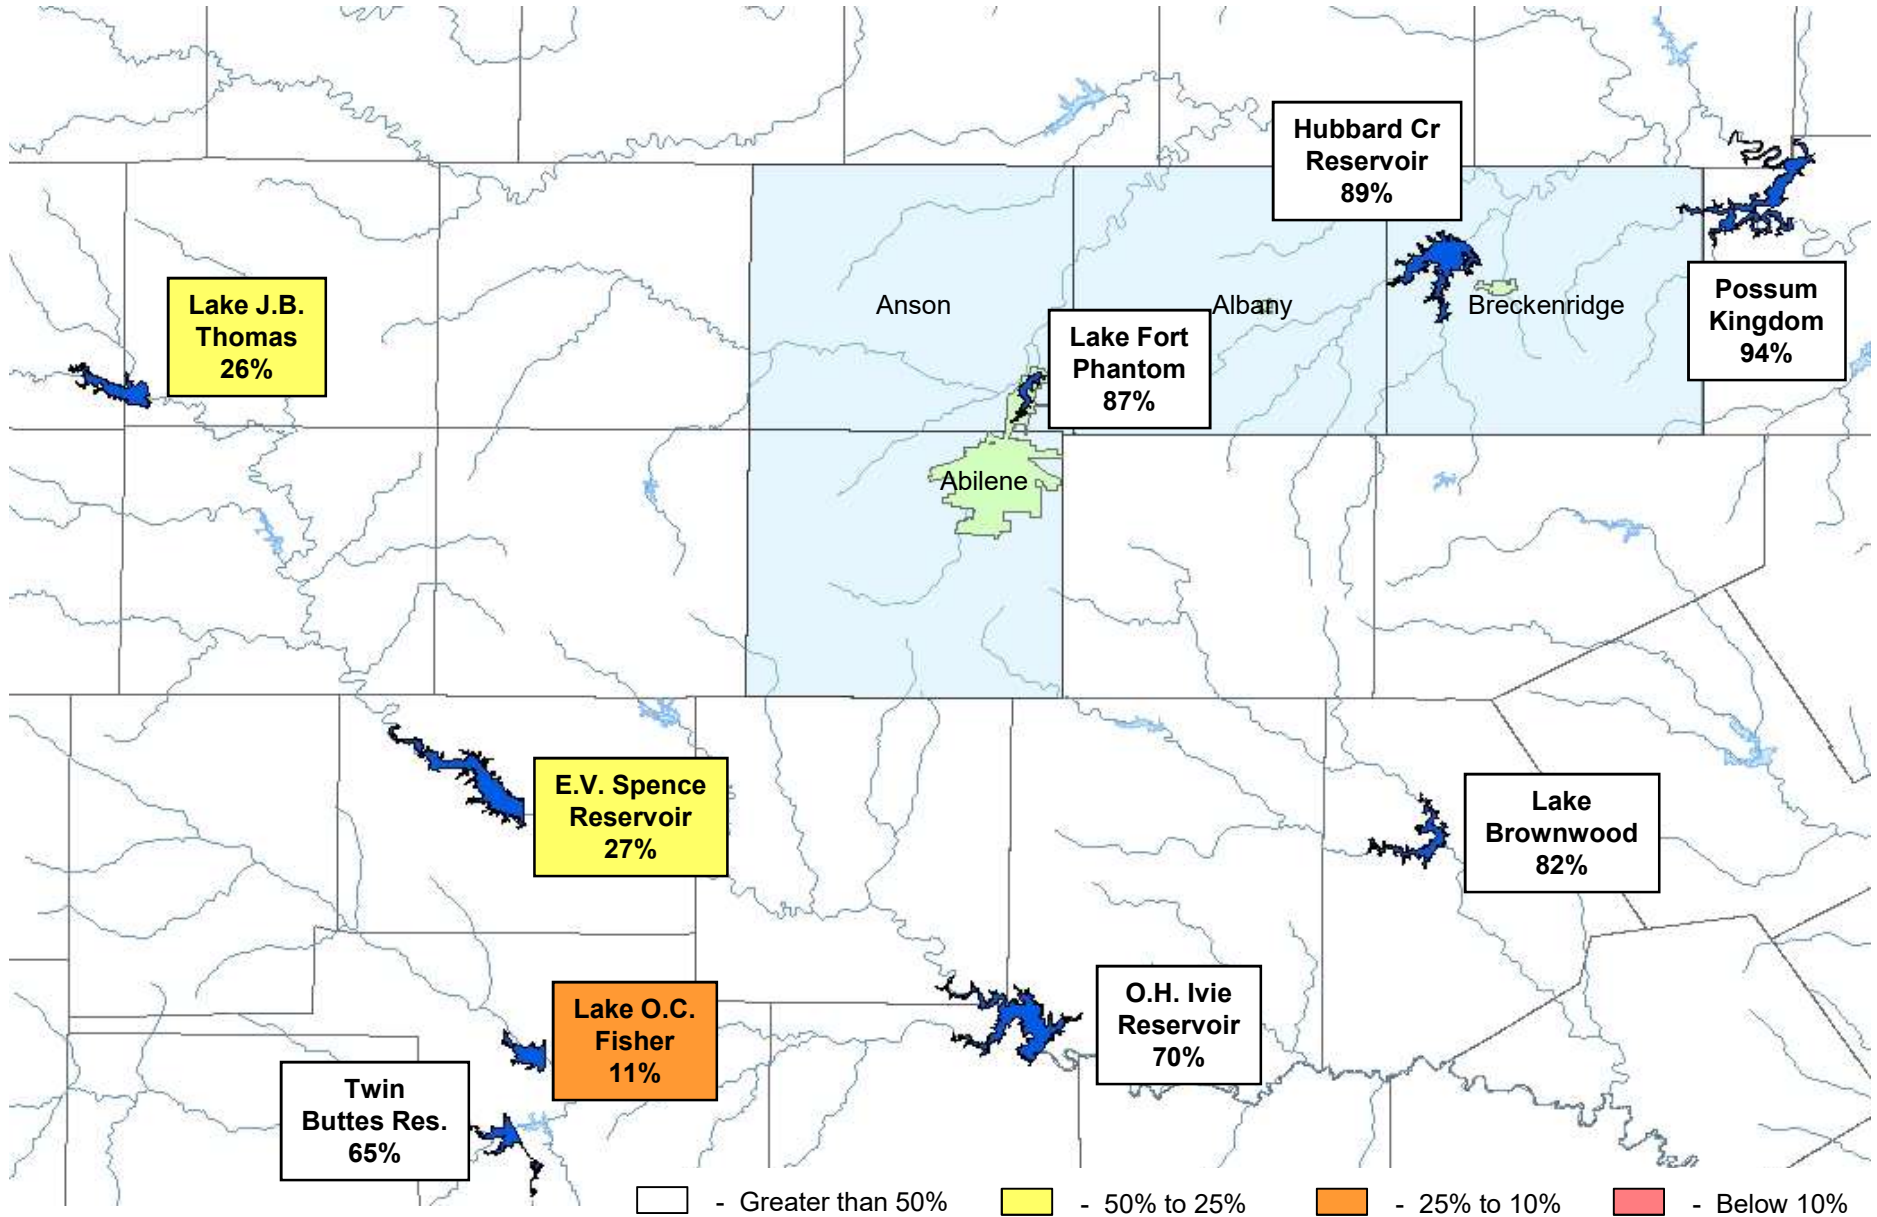 Hubbard Cr
Reservoir
89%
Lake J.B.
Thomas
26%
Anson
Albany
Breckenridge
Possum
Kingdom
94%
Lake Fort
Phantom
87%
Abilene
E.V. Spence
Reservoir
27%
Lake
Brownwood
82%
Lake O.C.
Fisher
11%
O.H. Ivie
Reservoir
70%
Twin
Buttes Res.
65%
- Greater than 50%
- 50% to 25%
- 25% to 10%
- Below 10%